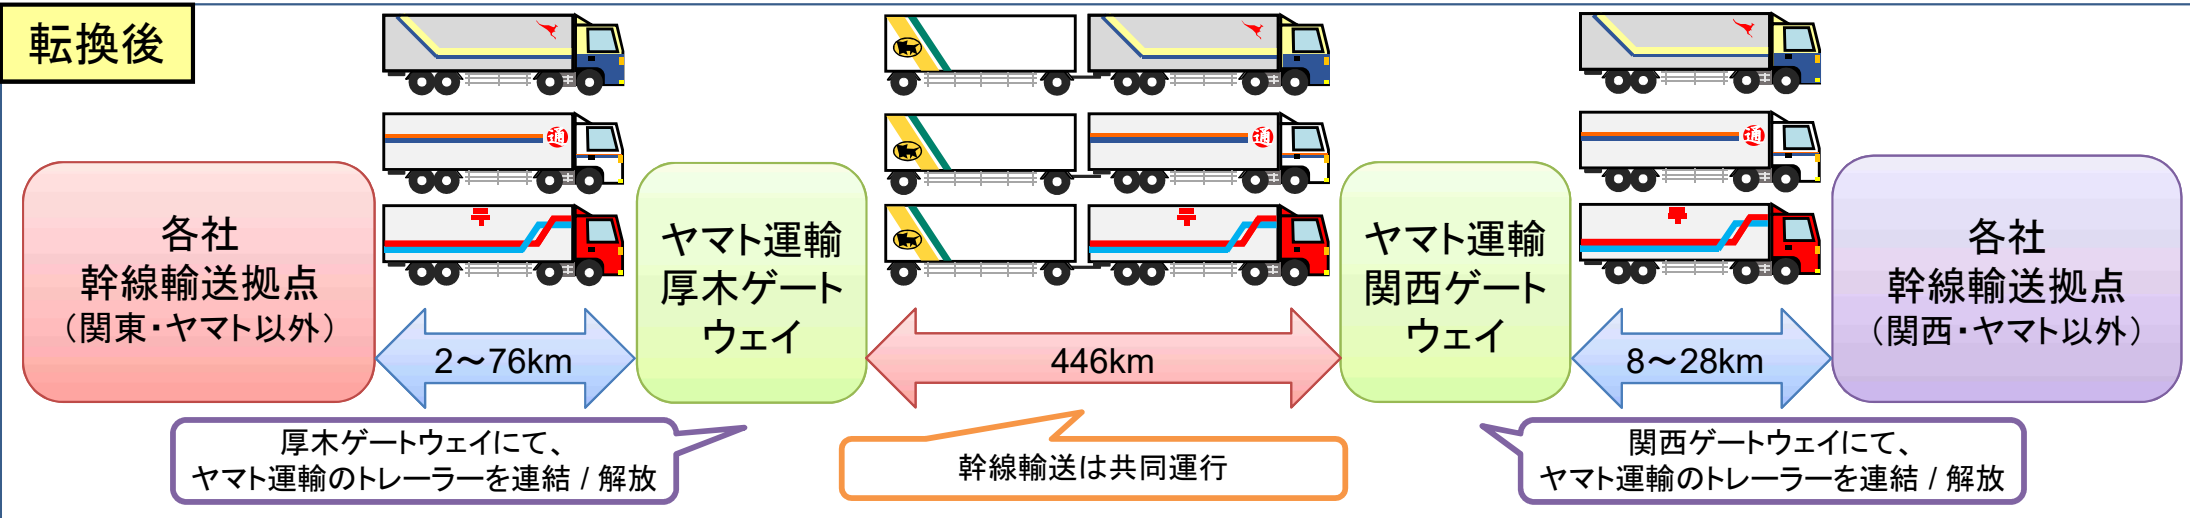 転換後
通
通
通
各社
幹線輸送拠点
（関東・ヤマト以外）
ヤマト運輸
厚木ゲート
ウェイ
ヤマト運輸
関西ゲート
ウェイ
各社
幹線輸送拠点
（関西・ヤマト以外）
2～76km
446km
8～28km
厚木ゲートウェイにて、
ヤマト運輸のトレーラーを連結 / 解放
幹線輸送は共同運行
関西ゲートウェイにて、
ヤマト運輸のトレーラーを連結 / 解放